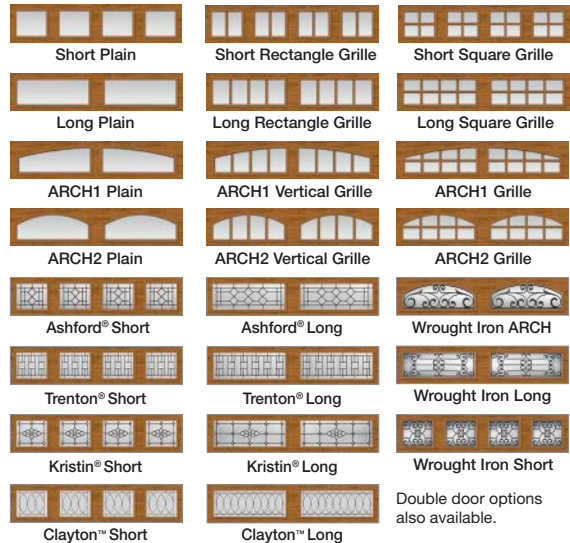 Short Plain
Short Rectangle Grille
Short Square Grille
Long Plain
Long Rectangle Grille
Long Square Grille
ARCH1 Plain
ARCH1 Vertical Grille
ARCH1 Grille
ARCH2 Plain
ARCH2 Vertical Grille
ARCH2 Grille
Ashford® Short
Ashford® Long
Wrought Iron ARCH
Trenton® Short
Trenton® Long
Wrought Iron Long
Kristin® Short
Kristin® Long
Wrought Iron Short
Clayton™ Short
Clayton™ Long
Double door options
also available.